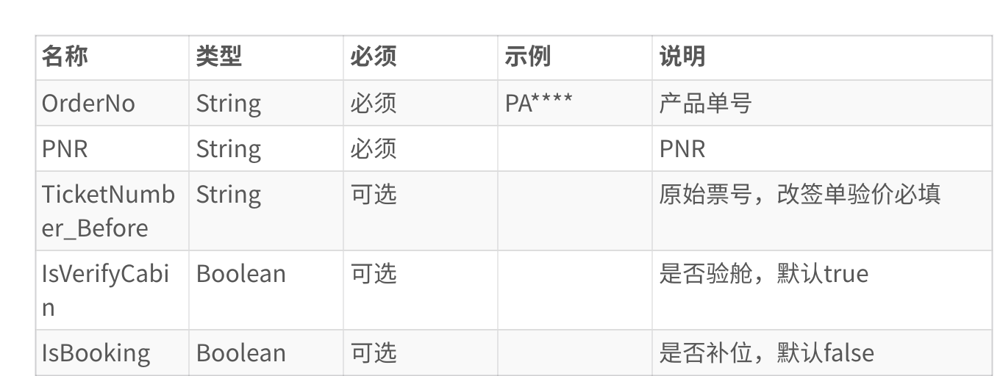 名称 类型 必须 示例 说明
OrderNo String 必须 PA**** 产品单号
PNR String 必须 PNR
TicketNumb String 可选 原始票号，改签单验价必填
er_Before
IsVerifyCabi Boolean 可选 是否验舱，默认true
n
IsBooking Boolean 可选 是否补位，默认false